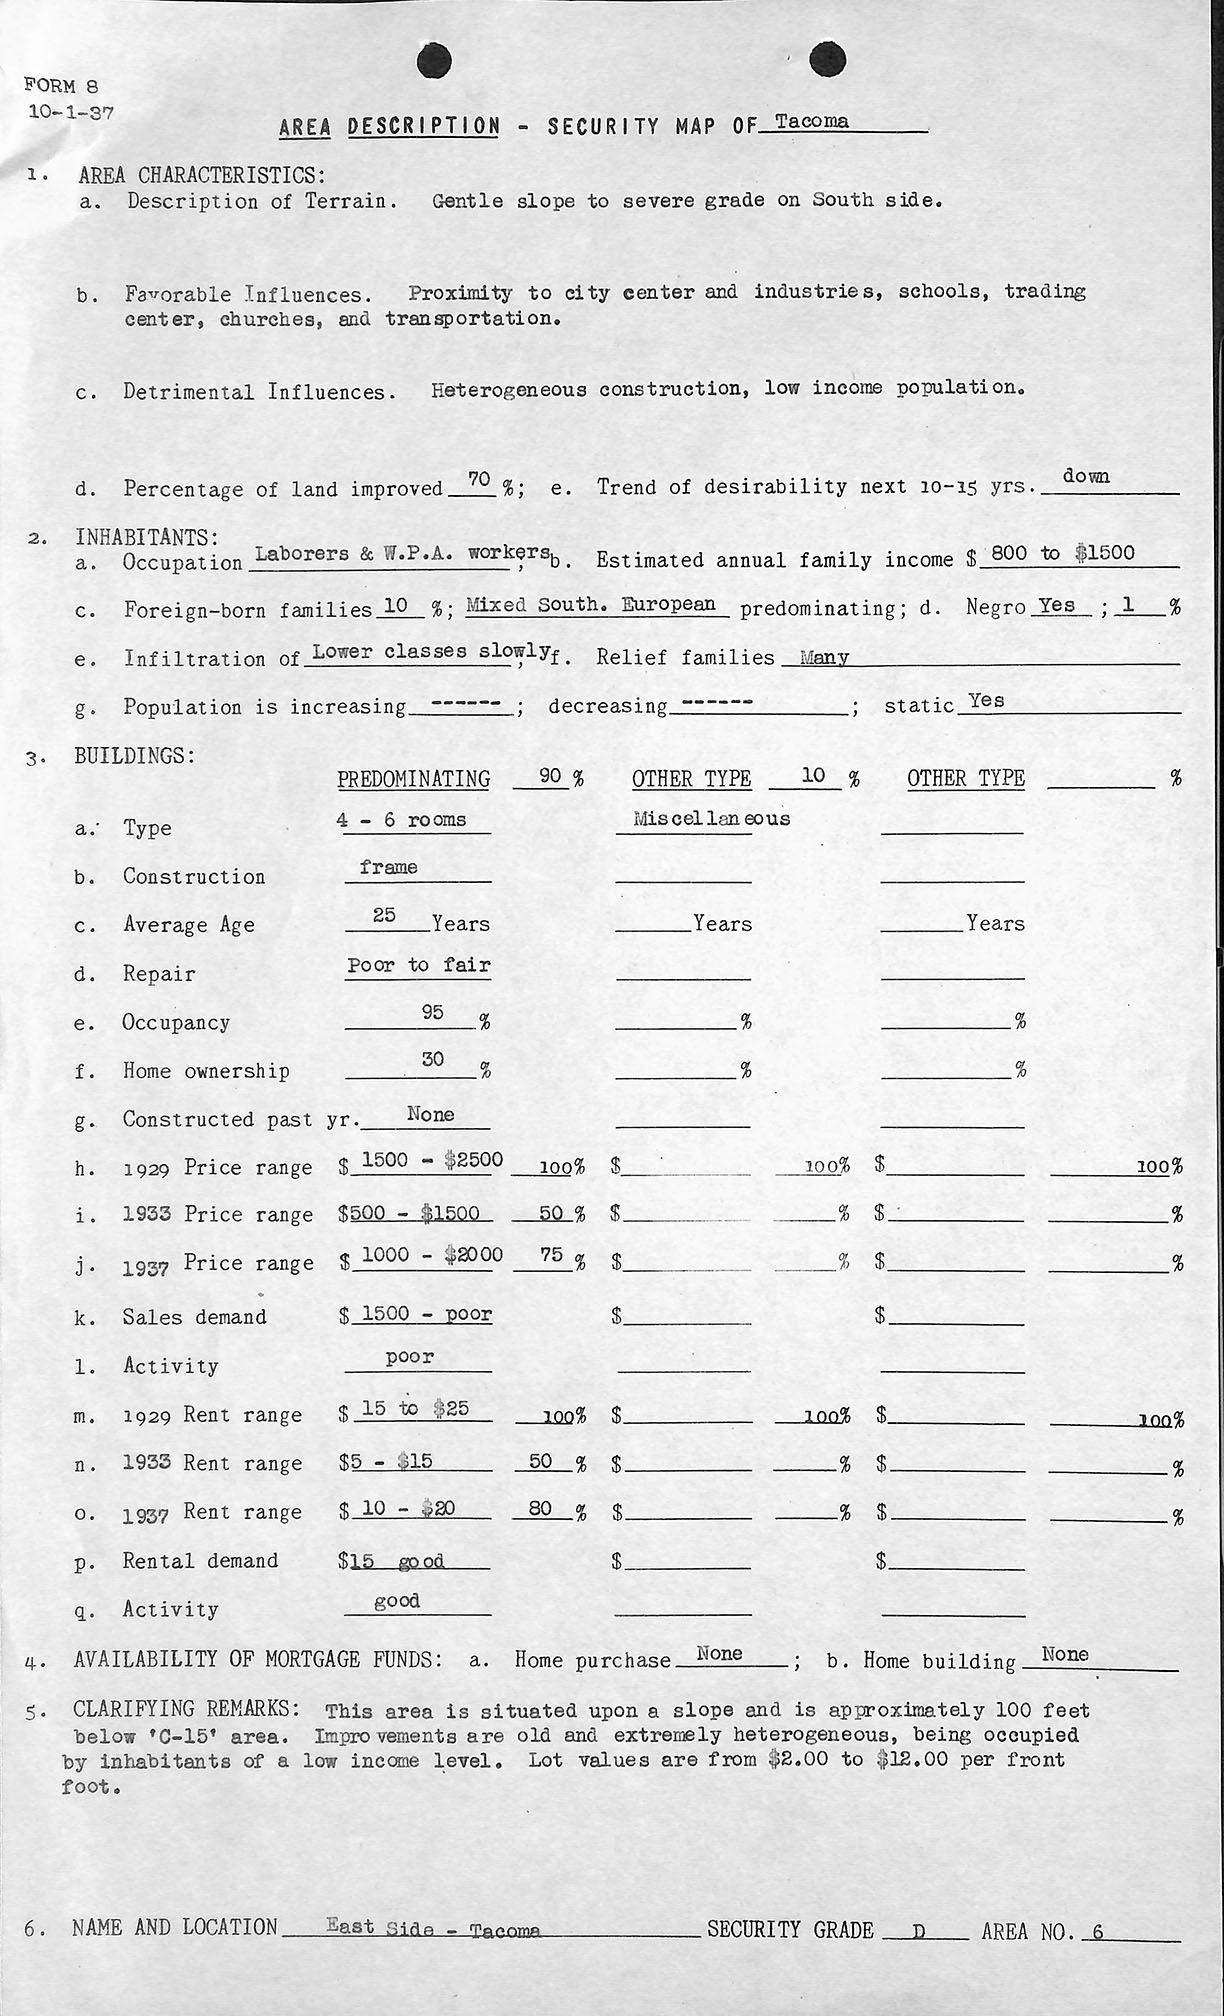 FORM 8
10-1-37
AREA DESCRIPTION - SECURITY MAP OF Tacoma
1. AREA CHARACTERISTICS:
a. Description of Terrain. Gentle slope to severe grade on South side.
b. Favorable Influences. Proximity to city center and industries, schools, trading
center, churches, and transportation.
c. Detrimental Influences. Heterogeneous construction, low income population.
d. Percentage of land improved 70 %; e. Trend of desirability next 10-15 yrs. down
2. INHABITANTS:
a. Occupation Laborers & W.P.A. workers; b. Estimated annual family income $ 800 to $1500
c. Foreign-born families 10 %; Mixed South. European predominating; d. Negro Yes ; 1 %
e. Infiltration of Lower classes slowly; f. Relief families Many
g. Population is increasing ------ ; decreasing ------ ; static Yes
3. BUILDINGS:
PREDOMINATING 90 % OTHER TYPE 10 % OTHER TYPE %
a. Type 4 - 6 rooms Miscellaneous
b. Construction frame
c. Average Age 25 Years Years Years
d. Repair Poor to fair
e. Occupancy 95 % % %
f. Home ownership 30 % % %
g. Constructed past yr. None
h. 1929 Price range $ 1500 - $2500 100% $ 100% $ 100%
i. 1933 Price range $500 - $1500 50 % $ % $ %
j. 1937 Price range $ 1000 - $2000 75 % $ % $ %
k. Sales demand $ 1500 - poor $ $
l. Activity poor
m. 1929 Rent range $ 15 to $25 100% $ 100% $ 100%
n. 1933 Rent range $5 - $15 50 % $ % $ %
o. 1937 Rent range $ 10 - $20 80 % $ % $ %
p. Rental demand $15 good $ $
q. Activity good
4. AVAILABILITY OF MORTGAGE FUNDS: a. Home purchase None ; b. Home building None
5. CLARIFYING REMARKS: This area is situated upon a slope and is approximately 100 feet
below 'C-15' area. Improvements are old and extremely heterogeneous, being occupied
by inhabitants of a low income level. Lot values are from $2.00 to $12.00 per front
foot.
6. NAME AND LOCATION East Side - Tacoma SECURITY GRADE D AREA NO. 6